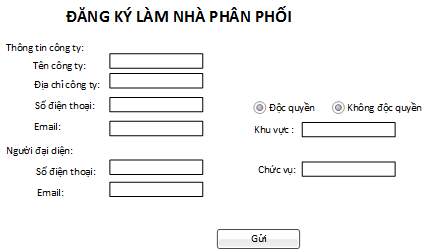 ĐĂNG KÝ LÀM NHÀ PHÂN PHỐI
Thông tin công ty:
Tên công ty:
Địa chỉ công ty:
Số điện thoại:
Độc quyền
Không độc quyền
Email:
Khu vực :
Người đại diện:
Số điện thoại:
Chức vụ:
Email:
Gửi